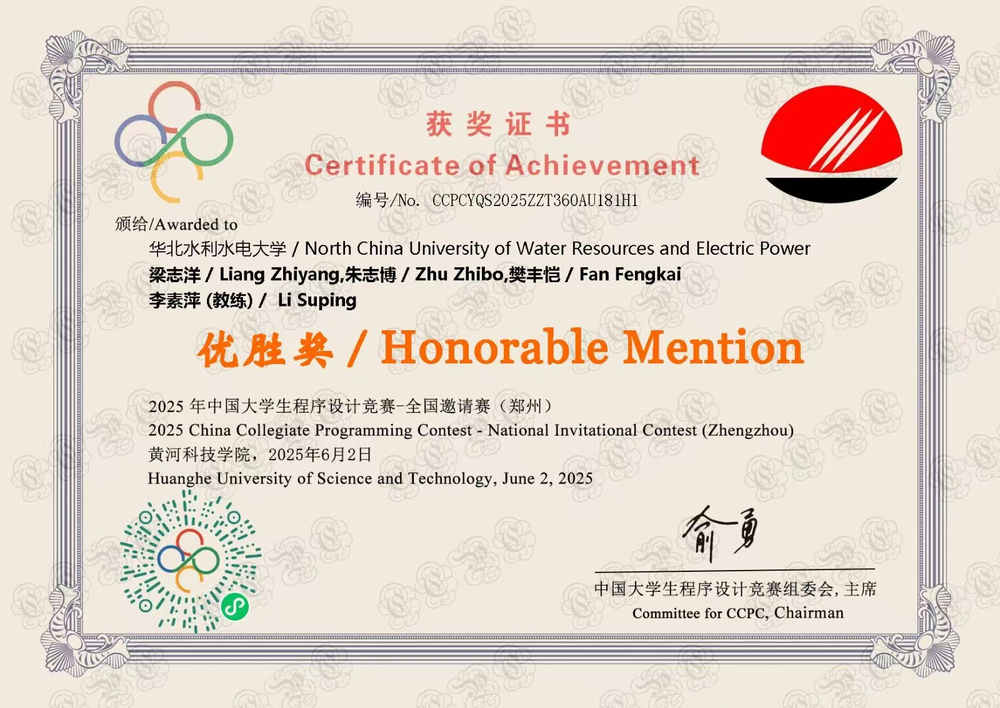 获奖证书
Certificate of Achievement
编号/No. CCPCYQS2025ZZT360AU181H1
颁给/Awarded to
华北水利水电大学 / North China University of Water Resources and Electric Power
梁志洋 / Liang Zhiyang,朱志博 / Zhu Zhibo,樊丰恺 / Fan Fengkai
李素萍 (教练) / Li Suping
优胜奖 / Honorable Mention
2025 年中国大学生程序设计竞赛-全国邀请赛（郑州）
2025 China Collegiate Programming Contest - National Invitational Contest (Zhengzhou)
黄河科技学院，2025年6月2日
Huanghe University of Science and Technology, June 2, 2025
俞勇
中国大学生程序设计竞赛组委会, 主席
Committee for CCPC, Chairman